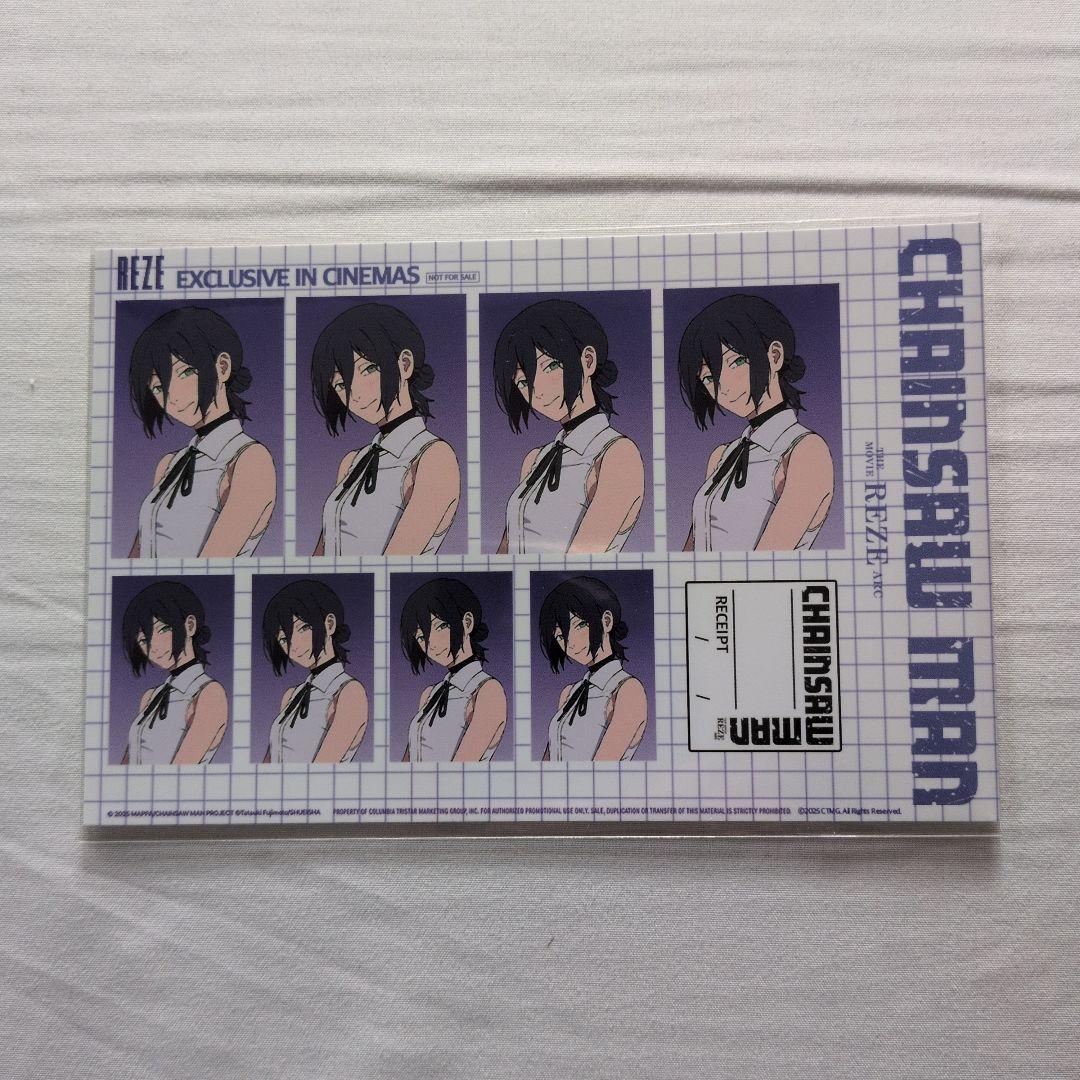 REZE EXCLUSIVE IN CINEMAS NOT FOR SALE
CHAINSAW MAN
THE MOVIE REZE ARC
CHAINSAW MAN
REZE
RECEIPT
/ /
© 2025 MAPPA/CHAINSAW MAN PROJECT ©Tatsuki Fujimoto/SHUEISHA
PROPERTY OF COLUMBIA TRISTAR MARKETING GROUP, INC. FOR AUTHORIZED PROMOTIONAL USE ONLY. SALE, DUPLICATION OR TRANSFER OF THIS MATERIAL IS STRICTLY PROHIBITED.
©2025 CTMG. All Rights Reserved.